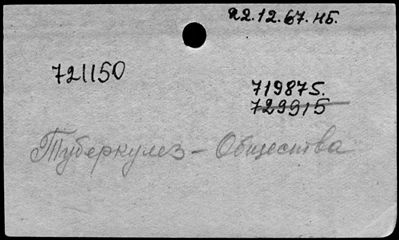 22.12.67. НБ.
721150
719875.
729915
Туберкулез - Общества